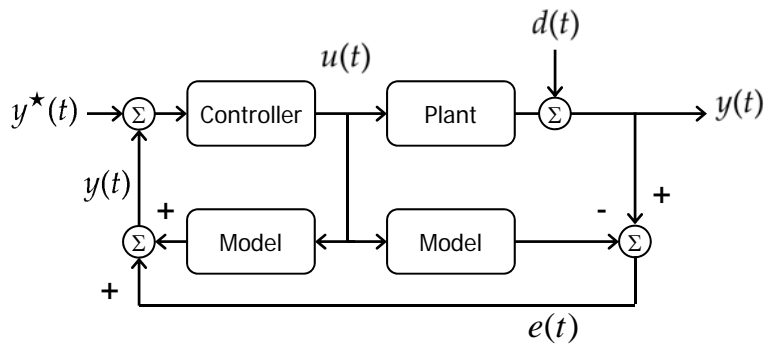 d(t)
u(t)
y★(t) Σ Controller Plant Σ y(t)
y(t)
+ - +
Σ Model Model Σ
+
e(t)